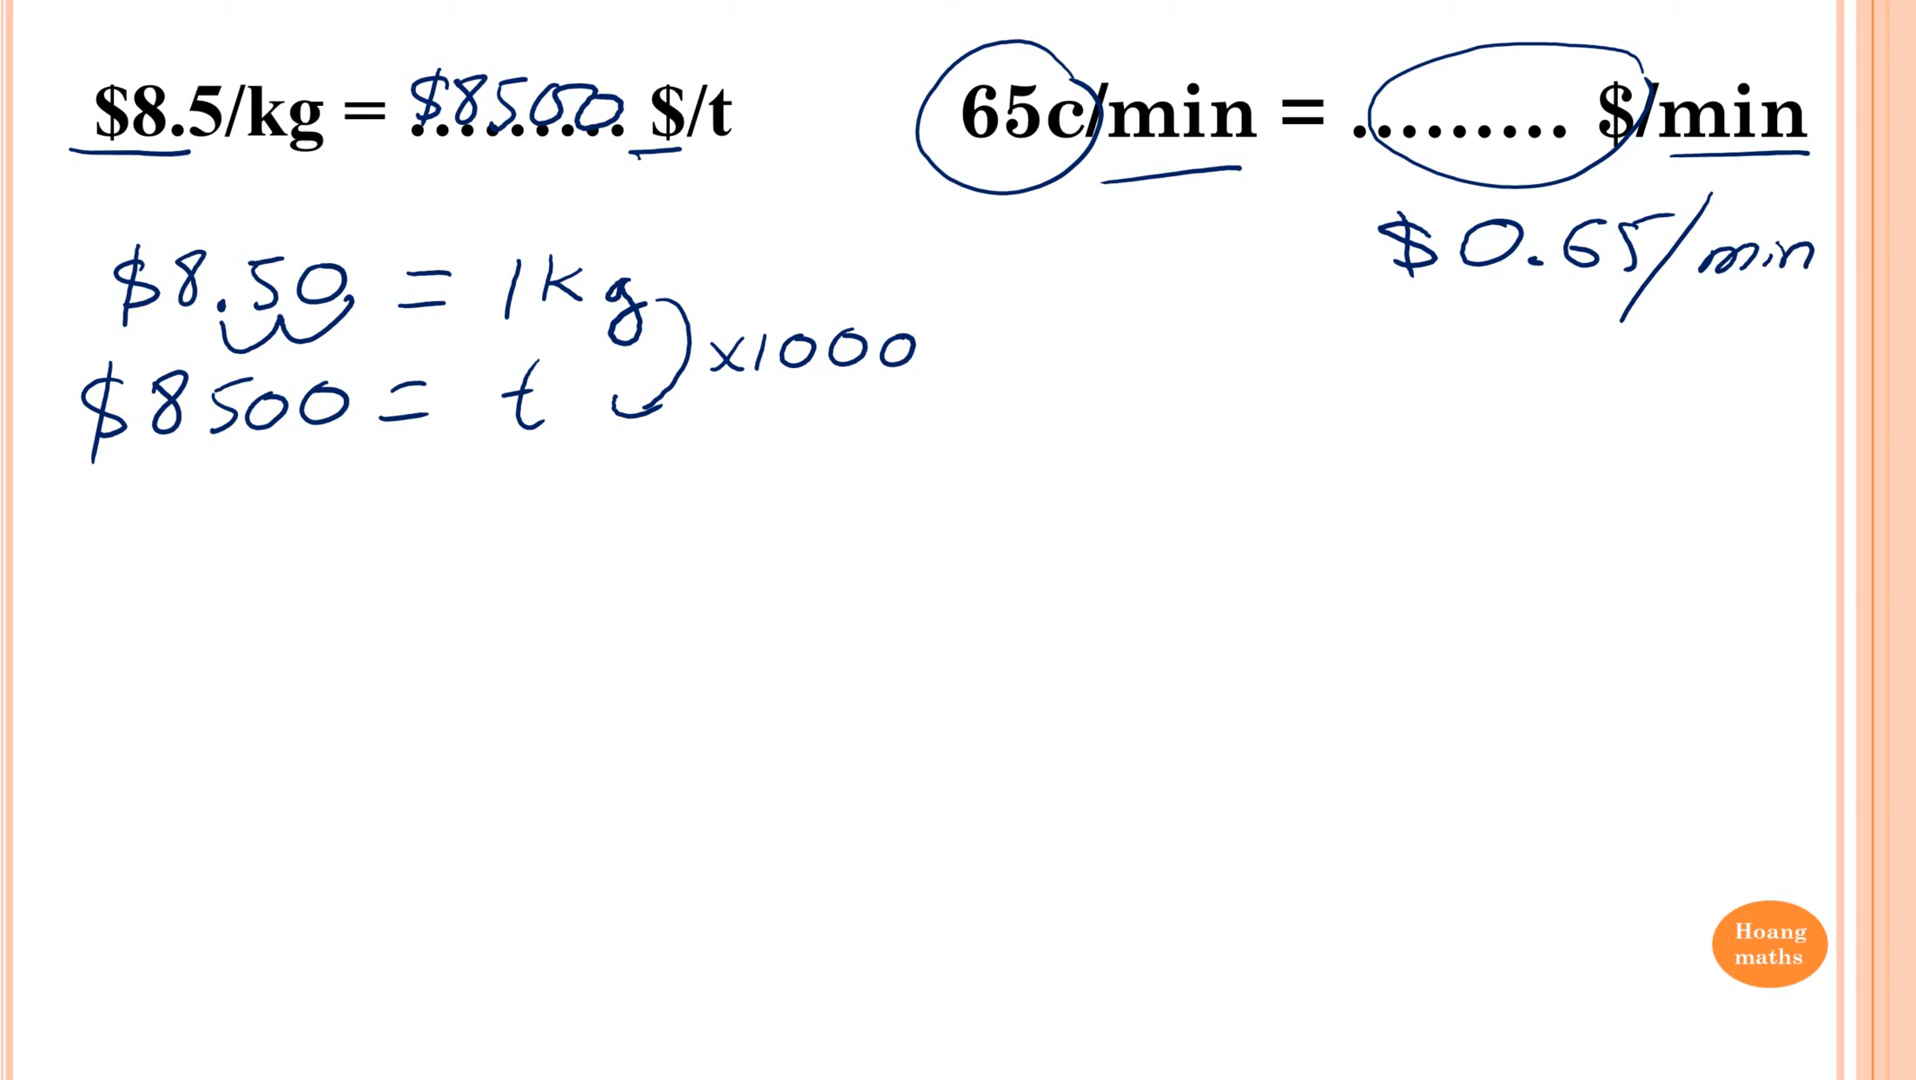 $8.5/kg = $8500 ......... $/t
65c/min = ......... $/min
$0.65/min
$8.50 = 1kg
x1000
$8500 = t
Hoang
maths